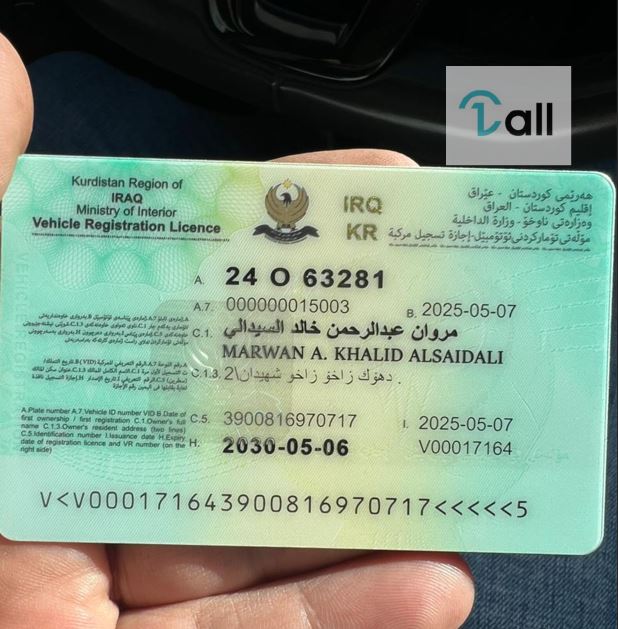 1all
Kurdistan Region of
IRAQ
Ministry of Interior
Vehicle Registration Licence
IRQ
KR
هەرێمی کوردستان - عێراق
إقليم كوردستان - العراق
وەزارەتی ناوخۆ - وزارة الداخلية
مۆڵەتی تۆمارکردنی ئۆتۆمبێل-إجازة تسجيل مركبة
A. 24 O 63281
A.7. 000000015003
B. 2025-05-07
C.1. مروان عبدالرحمن خالد السيدالي
MARWAN A. KHALID ALSAIDALI
C.1.3. دهۆك زاخۆ زاخو شهيدان\2 .
A.Plate number A.7.Vehicle ID number VID B.Date of
first ownership / first registration C.1.Owner's full
name C.1.3.Owner's resident address (two lines)
C.5.Identification number I.Issuance date H.Expiry
date of registration licence and VR number (on the
right side)
C.5. 3900816970717
I. 2025-05-07
H. 2030-05-06
V00017164
V<V000171643900816970717<<<<<5